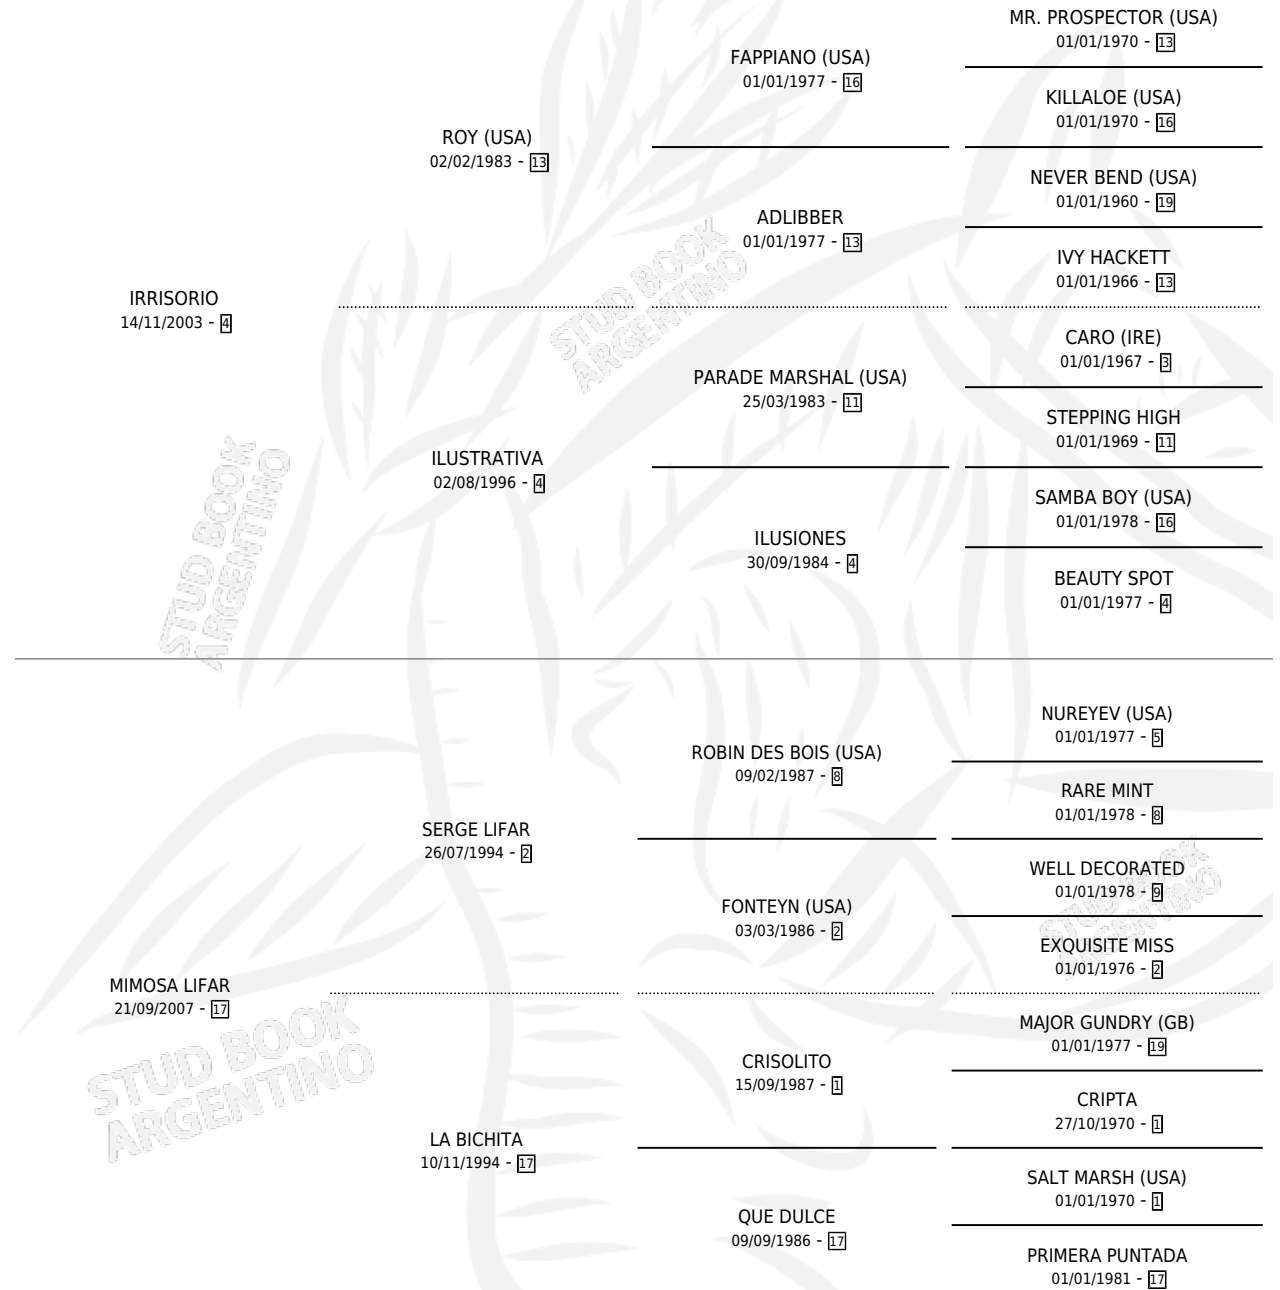 MR. PROSPECTOR (USA)
01/01/1970 - 13
FAPPIANO (USA)
01/01/1977 - 16
KILLALOE (USA)
01/01/1970 - 16
ROY (USA)
02/02/1983 - 13
NEVER BEND (USA)
01/01/1960 - 19
ADLIBBER
01/01/1977 - 13
IVY HACKETT
01/01/1966 - 13
IRRISORIO
14/11/2003 - 4
CARO (IRE)
01/01/1967 - 3
PARADE MARSHAL (USA)
25/03/1983 - 11
STEPPING HIGH
01/01/1969 - 11
ILUSTRATIVA
02/08/1996 - 4
SAMBA BOY (USA)
01/01/1978 - 16
ILUSIONES
30/09/1984 - 4
BEAUTY SPOT
01/01/1977 - 4
STUD BOOK
ARGENTINO
STUD BOOK
ARGENTINO
NUREYEV (USA)
01/01/1977 - 5
ROBIN DES BOIS (USA)
09/02/1987 - 8
RARE MINT
01/01/1978 - 8
SERGE LIFAR
26/07/1994 - 2
WELL DECORATED
01/01/1978 - 9
FONTEYN (USA)
03/03/1986 - 2
EXQUISITE MISS
01/01/1976 - 2
MIMOSA LIFAR
21/09/2007 - 17
MAJOR GUNDRY (GB)
01/01/1977 - 19
CRISOLITO
15/09/1987 - 1
CRIPTA
27/10/1970 - 1
LA BICHITA
10/11/1994 - 17
SALT MARSH (USA)
01/01/1970 - 1
QUE DULCE
09/09/1986 - 17
PRIMERA PUNTADA
01/01/1981 - 17
STUD BOOK
ARGENTINO
STUD BOOK
ARGENTINO